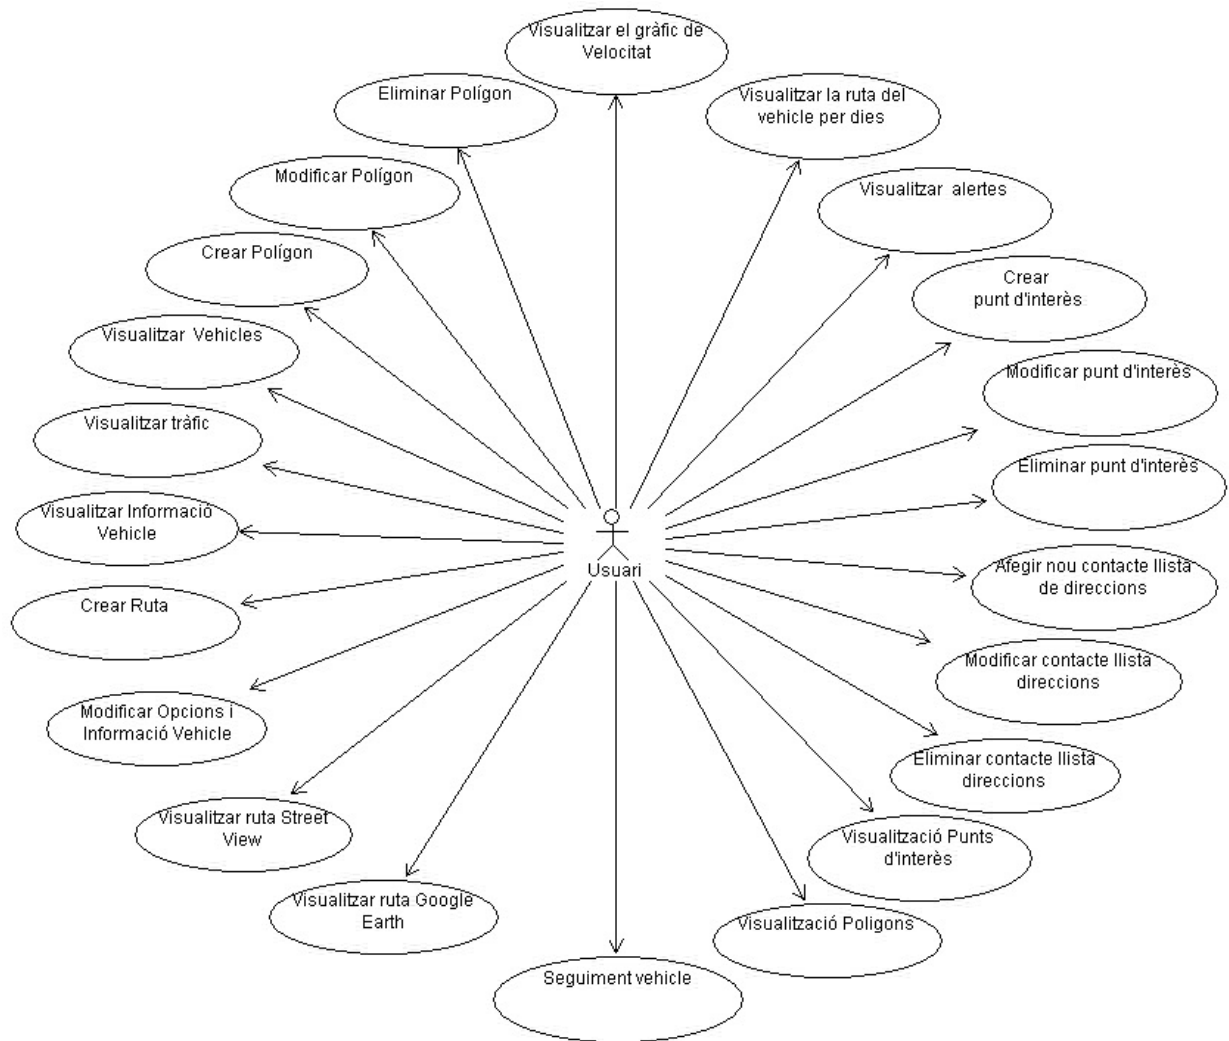 Visualitzar el gràfic de
Velocitat
Eliminar Polígon
Visualitzar la ruta del
vehicle per dies
Modificar Polígon
Visualitzar  alertes
Crear Polígon
Crear
punt d'interès
Visualitzar  Vehicles
Modificar punt d'interès
Visualitzar tràfic
Eliminar punt d'interès
Visualitzar Informació
Vehicle
Usuari
Afegir nou contacte llista
de direccions
Crear Ruta
Modificar contacte llista
direccions
Modificar Opcions i
Informació Vehicle
Eliminar contacte llista
direccions
Visualitzar ruta Street
View
Visualització Punts
d'interès
Visualitzar ruta Google
Earth
Visualització Poligons
Seguiment vehicle